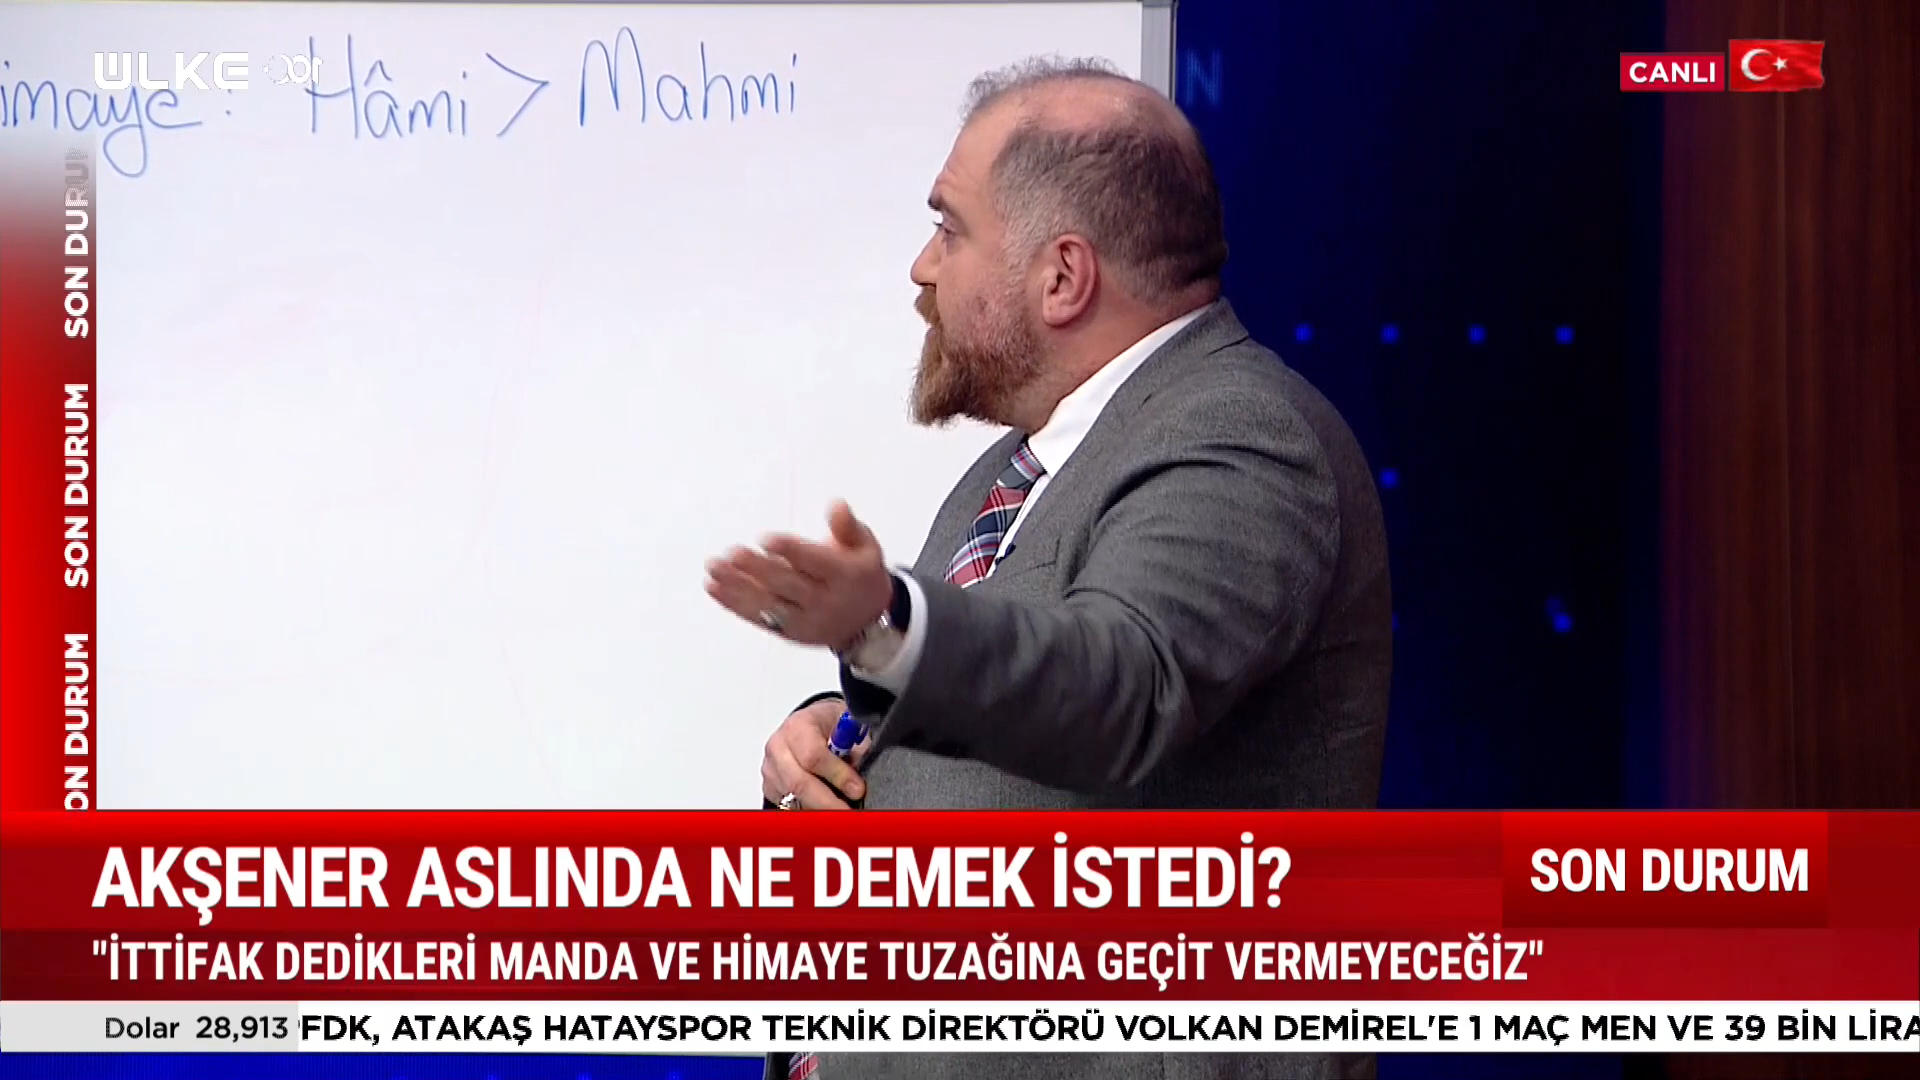 ÜLKE
CANLI
imaye : Hâmi > Mahmi
N
SON DURUM
SON DURUM
ON DURUM
AKŞENER ASLINDA NE DEMEK İSTEDİ?
SON DURUM
"İTTİFAK DEDİKLERİ MANDA VE HİMAYE TUZAĞINA GEÇİT VERMEYECEĞİZ"
Dolar 28,913 PFDK, ATAKAŞ HATAYSPOR TEKNİK DİREKTÖRÜ VOLKAN DEMİREL'E 1 MAÇ MEN VE 39 BİN LİRA